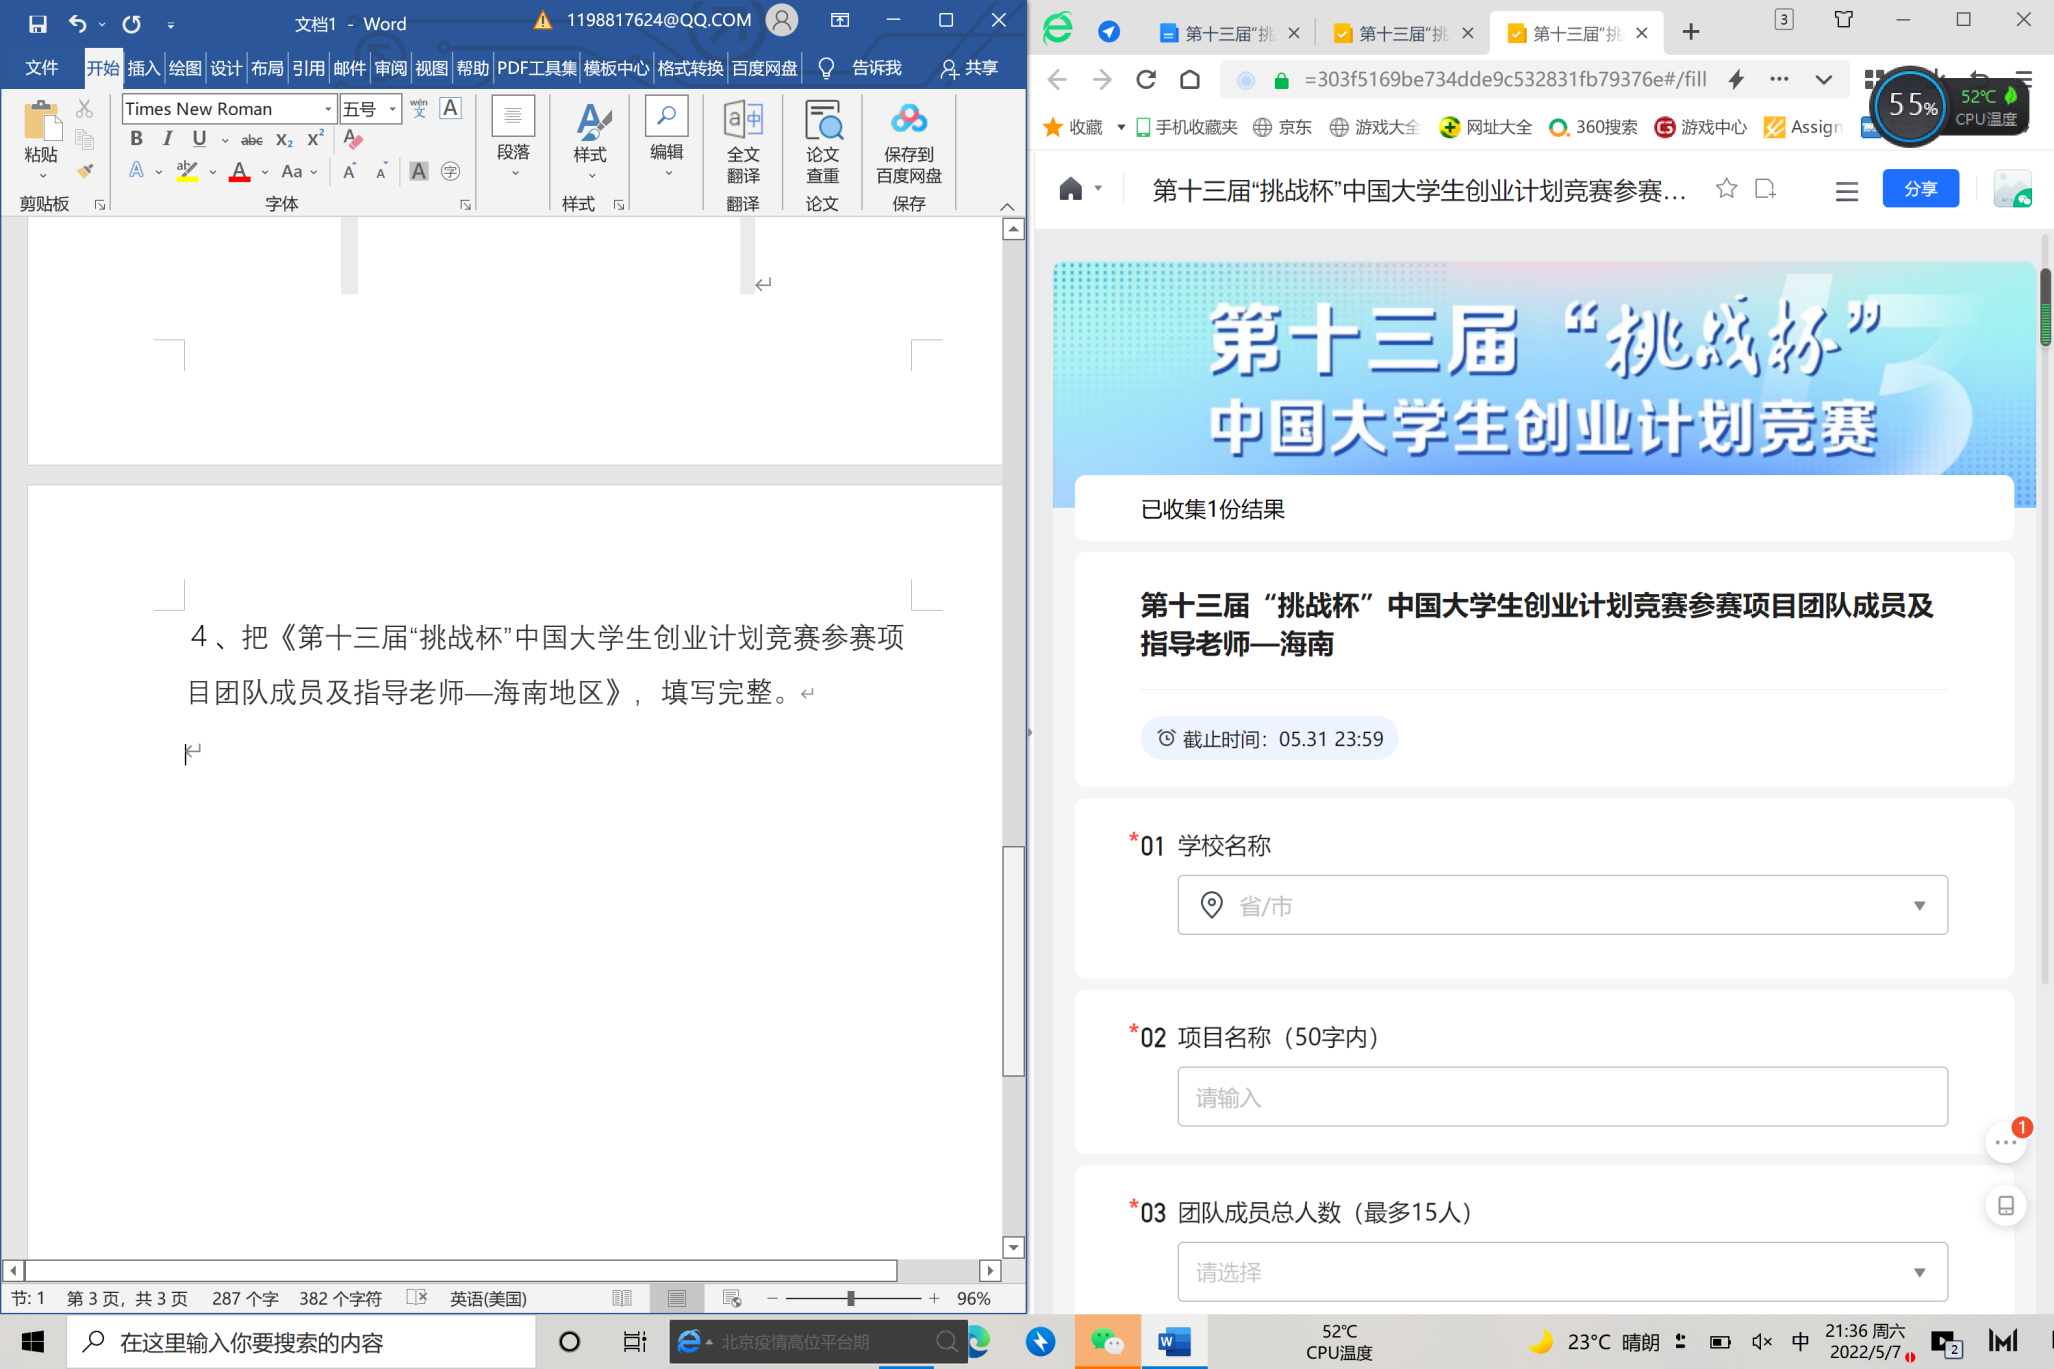 文档1 - Word
1198817624@QQ.COM
文件 开始 插入 绘图 设计 布局 引用 邮件 审阅 视图 帮助 PDF工具集 模板中心 格式转换 百度网盘 告诉我 共享
Times New Roman 五号 wén 文 A
粘贴
B I U abc X₂ X²
A aby A Aa A A A 字
段落
样式
编辑
全文翻译
论文查重
保存到百度网盘
剪贴板 字体 样式 翻译 论文 保存
4、把《第十三届“挑战杯”中国大学生创业计划竞赛参赛项
目团队成员及指导老师—海南地区》，填写完整。
节: 1 第 3 页，共 3 页 287 个字 382 个字符 英语(美国) 96%
第十三届“挑 第十三届“挑 第十三届“挑 3
=303f5169be734dde9c532831fb79376e#/fill
55% 52℃
CPU温度
收藏 手机收藏夹 京东 游戏大全 网址大全 360搜索 游戏中心 Assign
第十三届“挑战杯”中国大学生创业计划竞赛参赛... 分享
13
第十三届“挑战杯”
中国大学生创业计划竞赛
已收集1份结果
第十三届“挑战杯”中国大学生创业计划竞赛参赛项目团队成员及
指导老师—海南
截止时间：05.31 23:59
*01 学校名称
省/市
*02 项目名称（50字内）
请输入
1
*03 团队成员总人数（最多15人）
请选择
在这里输入你要搜索的内容
北京疫情高位平台期
52℃
CPU温度
23°C 晴朗
中
21:36 周六
2022/5/7
2